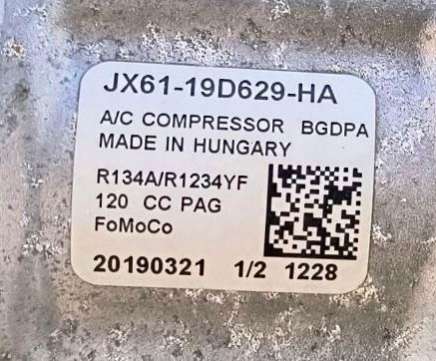 JX61-19D629-HA
A/C COMPRESSOR BGDPA
MADE IN HUNGARY
R134A/R1234YF
120 CC PAG
FoMoCo
20190321 1/2 1228